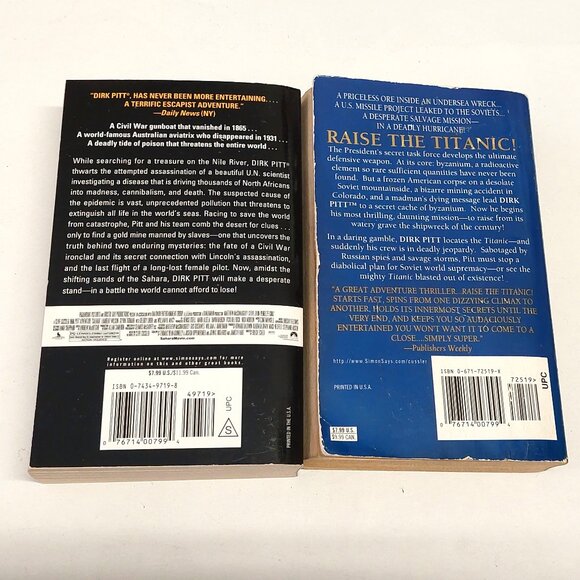 "DIRK PITT® HAS NEVER BEEN MORE ENTERTAINING....
A TERRIFIC ESCAPIST ADVENTURE."
—Daily News (NY)
A Civil War gunboat that vanished in 1865 . . .
A world-famous Australian aviatrix who disappeared in 1931 . . .
A deadly tide of poison that threatens the entire world . . .
While searching for a treasure on the Nile River, DIRK PITT®
thwarts the attempted assassination of a beautiful U.N. scientist
investigating a disease that is driving thousands of North Africans
into madness, cannibalism, and death. The suspected cause of
the epidemic is vast, unprecedented pollution that threatens to
extinguish all life in the world's seas. Racing to save the world
from catastrophe, Pitt and his team comb the desert for clues . . .
only to find a gold mine manned by slaves—one that covers the
truth behind two enduring mysteries: the fate of a Civil War
ironclad and its secret connection with Lincoln's assassination,
and the last flight of a long-lost female pilot. Now, amidst the
shifting sands of the Sahara, DIRK PITT will make a desperate
stand—in a battle the world cannot afford to lose!
SaharaMovie.com
Register online at www.SimonSays.com for more
information on this and other great books.
$7.99 U.S./$11.99 Can.
ISBN 0-7434-9719-8
49719>
0 76714 00799 4
S
UPC
PRINTED IN THE U.S.A.
A PRICELESS ORE INSIDE AN UNDERSEA WRECK...
A U.S. MISSILE PROJECT LEAKED TO THE SOVIETS...
A DESPERATE SALVAGE MISSION—
IN A DEADLY HURRICANE!
RAISE THE TITANIC!
The President's secret task force develops the ultimate
defensive weapon. At its core: byzanium, a radioactive
element so rare sufficient quantities have never been
found. But a frozen American corpse on a desolate
Soviet mountainside, a bizarre mining accident in
Colorado, and a madman's dying message lead DIRK
PITT® to a secret cache of byzanium. Now he begins
his most thrilling, daunting mission—to raise from its
watery grave the shipwreck of the century!
In a daring gamble, DIRK PITT locates the Titanic—and
suddenly his crew is in deadly jeopardy. Sabotaged by
Russian spies and savage storms, Pitt must stop a
diabolical plan for Soviet world supremacy—or see the
mighty Titanic blasted out of existence!
"A GREAT ADVENTURE THRILLER...RAISE THE TITANIC!
STARTS FAST, SPINS FROM ONE DIZZYING CLIMAX TO
ANOTHER, HOLDS ITS INNERMOST SECRETS UNTIL THE
VERY END, AND KEEPS YOU SO AUDACIOUSLY
ENTERTAINED YOU WON'T WANT IT TO COME TO A
CLOSE....SIMPLY SUPER."
—Publishers Weekly
http://www.SimonSays.com/cussler
PRINTED IN U.S.A.
ISBN 0-671-72519-X
72519>
UPC
0 76714 00799 4
$7.99 U.S.
$9.99 CAN.